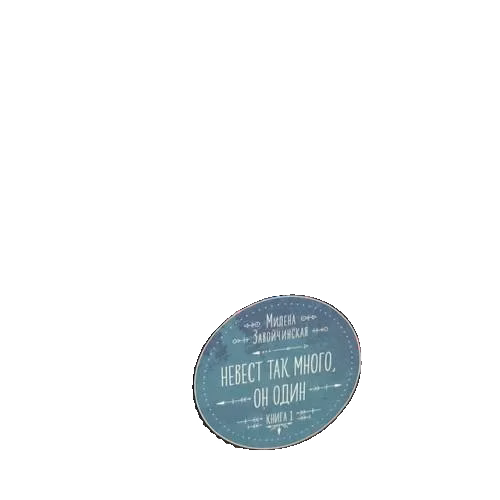 Милена
Завойчинская
НЕВЕСТ ТАК МНОГО,
ОН ОДИН
КНИГА 1